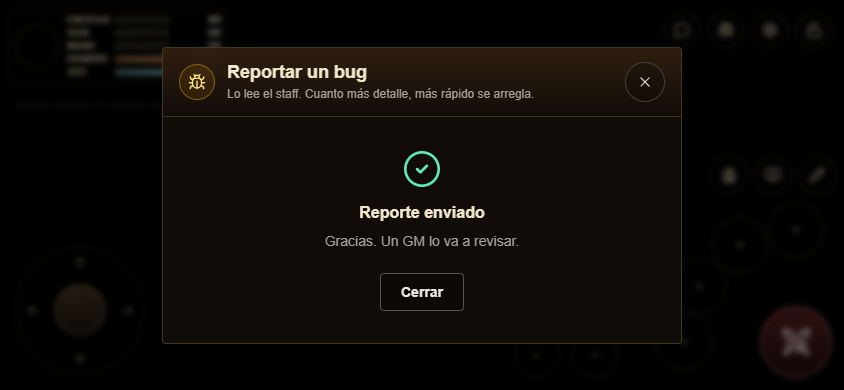 Reportar un bug
Lo lee el staff. Cuanto más detalle, más rápido se arregla.
Reporte enviado
Gracias. Un GM lo va a revisar.
Cerrar